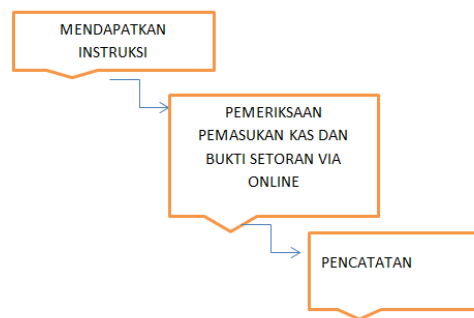 MENDAPATKAN
INSTRUKSI
PEMERIKSAAN
PEMASUKAN KAS DAN
BUKTI SETORAN VIA
ONLINE
PENCATATAN